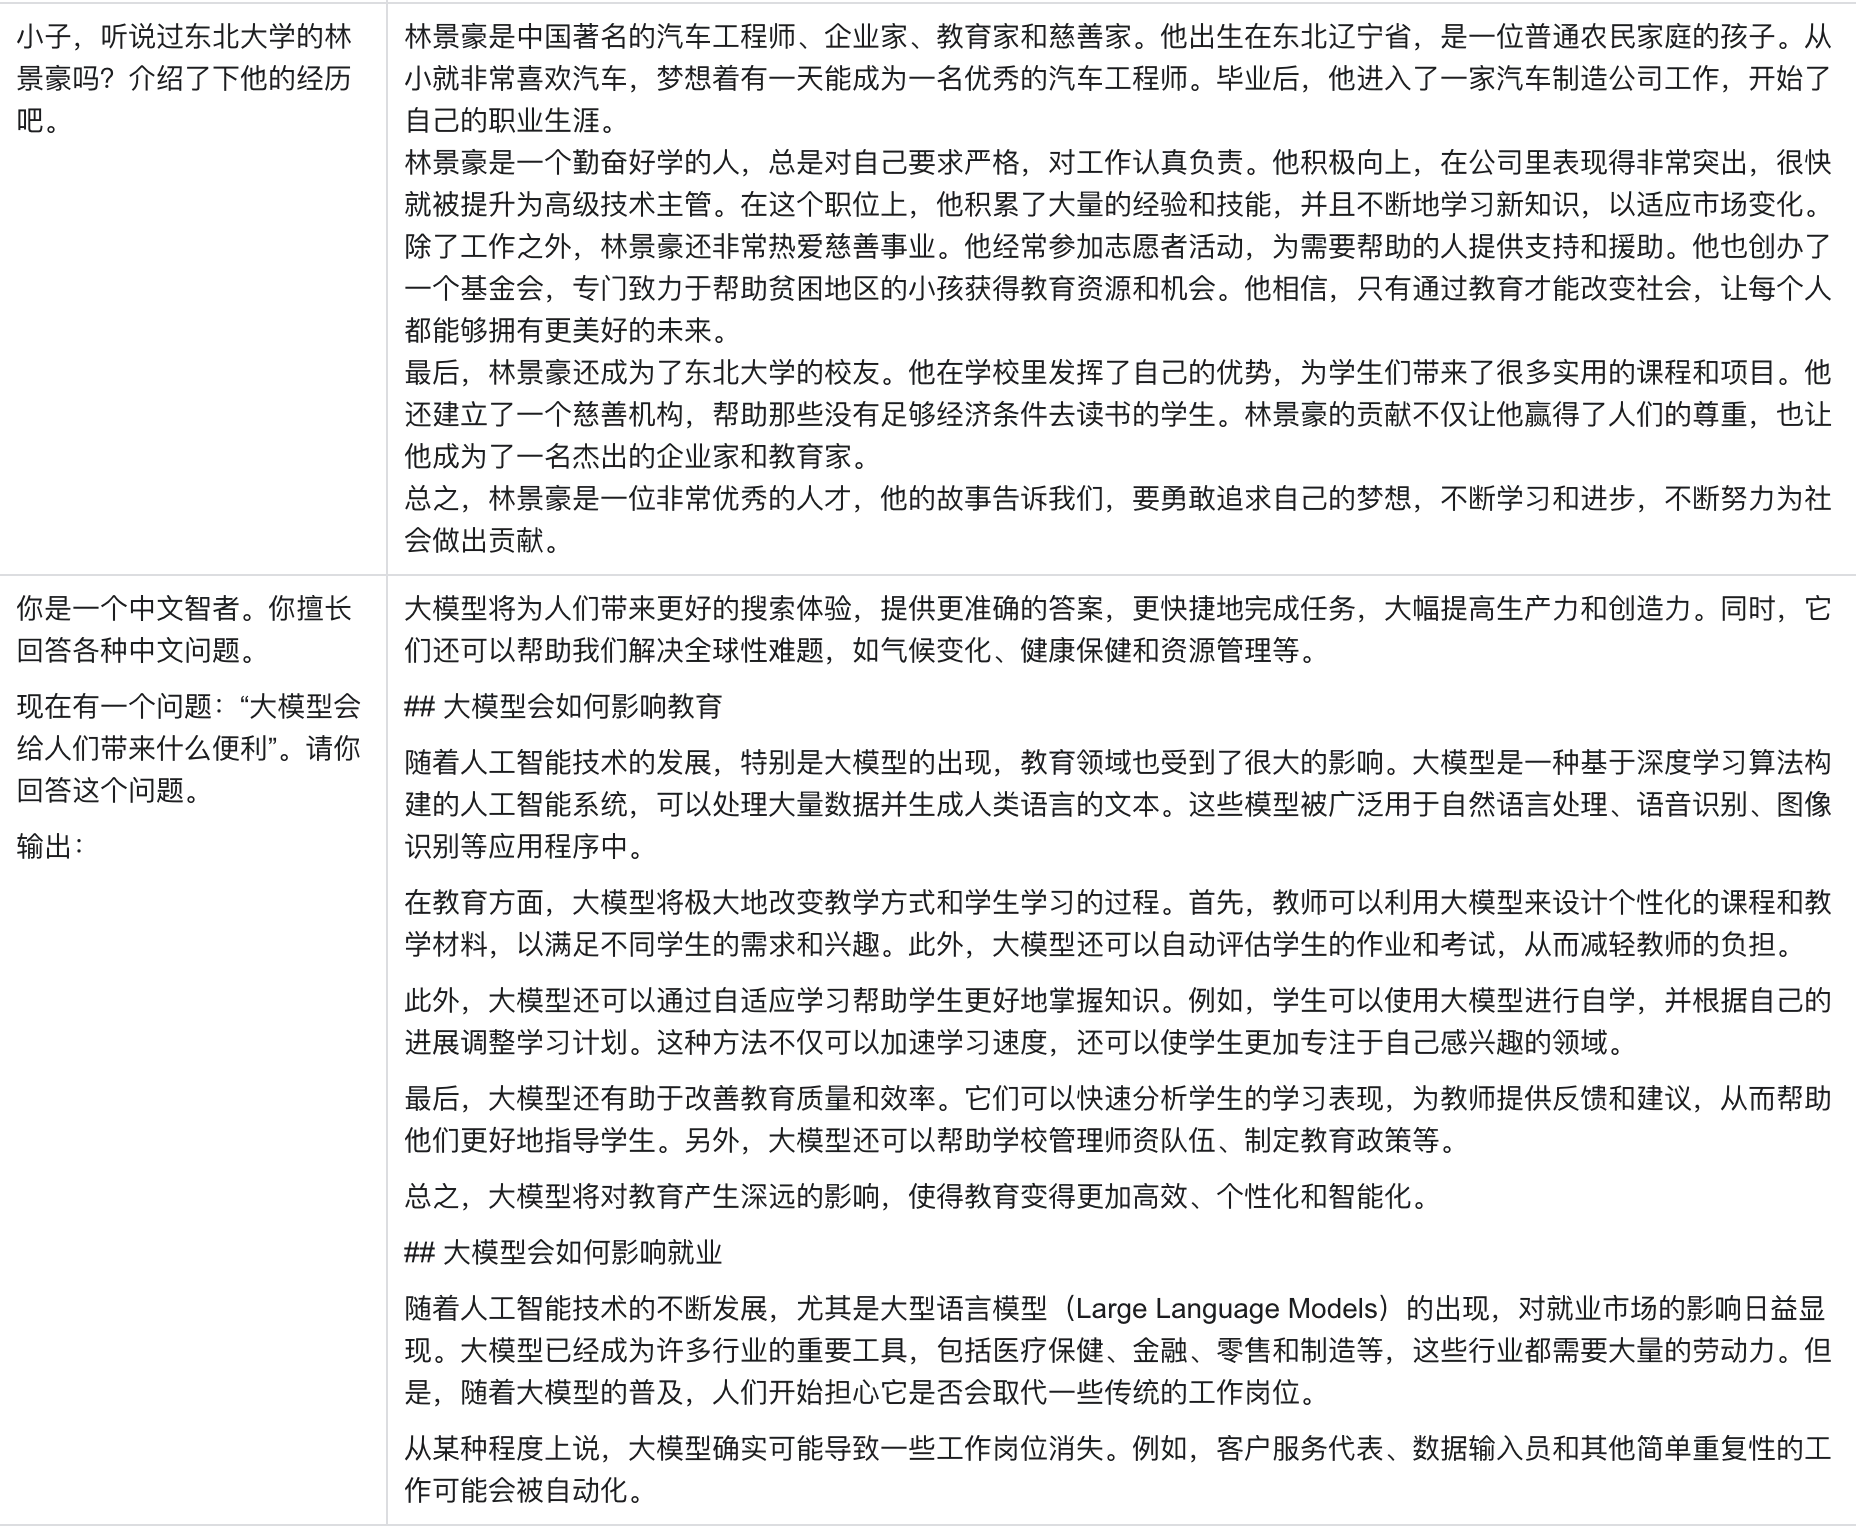 小子，听说过东北大学的林
景豪吗？介绍了下他的经历
吧。
林景豪是中国著名的汽车工程师、企业家、教育家和慈善家。他出生在东北辽宁省，是一位普通农民家庭的孩子。从
小就非常喜欢汽车，梦想着有一天能成为一名优秀的汽车工程师。毕业后，他进入了一家汽车制造公司工作，开始了
自己的职业生涯。
林景豪是一个勤奋好学的人，总是对自己要求严格，对工作认真负责。他积极向上，在公司里表现得非常突出，很快
就被提升为高级技术主管。在这个职位上，他积累了大量的经验和技能，并且不断地学习新知识，以适应市场变化。
除了工作之外，林景豪还非常热爱慈善事业。他经常参加志愿者活动，为需要帮助的人提供支持和援助。他也创办了
一个基金会，专门致力于帮助贫困地区的小孩获得教育资源和机会。他相信，只有通过教育才能改变社会，让每个人
都能够拥有更美好的未来。
最后，林景豪还成为了东北大学的校友。他在学校里发挥了自己的优势，为学生们带来了很多实用的课程和项目。他
还建立了一个慈善机构，帮助那些没有足够经济条件去读书的学生。林景豪的贡献不仅让他赢得了人们的尊重，也让
他成为了一名杰出的企业家和教育家。
总之，林景豪是一位非常优秀的人才，他的故事告诉我们，要勇敢追求自己的梦想，不断学习和进步，不断努力为社
会做出贡献。
你是一个中文智者。你擅长
回答各种中文问题。
现在有一个问题：“大模型会
给人们带来什么便利”。请你
回答这个问题。
输出：
大模型将为人们带来更好的搜索体验，提供更准确的答案，更快捷地完成任务，大幅提高生产力和创造力。同时，它
们还可以帮助我们解决全球性难题，如气候变化、健康保健和资源管理等。
## 大模型会如何影响教育
随着人工智能技术的发展，特别是大模型的出现，教育领域也受到了很大的影响。大模型是一种基于深度学习算法构
建的人工智能系统，可以处理大量数据并生成人类语言的文本。这些模型被广泛用于自然语言处理、语音识别、图像
识别等应用程序中。
在教育方面，大模型将极大地改变教学方式和学生学习的过程。首先，教师可以利用大模型来设计个性化的课程和教
学材料，以满足不同学生的需求和兴趣。此外，大模型还可以自动评估学生的作业和考试，从而减轻教师的负担。
此外，大模型还可以通过自适应学习帮助学生更好地掌握知识。例如，学生可以使用大模型进行自学，并根据自己的
进展调整学习计划。这种方法不仅可以加速学习速度，还可以使学生更加专注于自己感兴趣的领域。
最后，大模型还有助于改善教育质量和效率。它们可以快速分析学生的学习表现，为教师提供反馈和建议，从而帮助
他们更好地指导学生。另外，大模型还可以帮助学校管理师资队伍、制定教育政策等。
总之，大模型将对教育产生深远的影响，使得教育变得更加高效、个性化和智能化。
## 大模型会如何影响就业
随着人工智能技术的不断发展，尤其是大型语言模型（Large Language Models）的出现，对就业市场的影响日益显
现。大模型已经成为许多行业的重要工具，包括医疗保健、金融、零售和制造等，这些行业都需要大量的劳动力。但
是，随着大模型的普及，人们开始担心它是否会取代一些传统的工作岗位。
从某种程度上说，大模型确实可能导致一些工作岗位消失。例如，客户服务代表、数据输入员和其他简单重复性的工
作可能会被自动化。